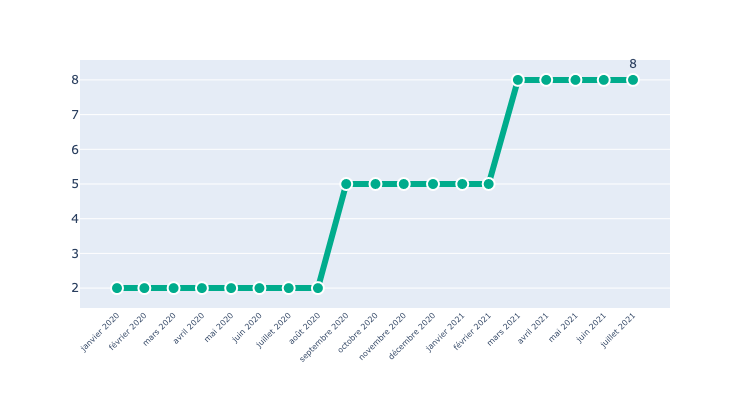 8
8
7
6
5
4
3
2
janvier 2020
février 2020
mars 2020
avril 2020
mai 2020
juin 2020
juillet 2020
août 2020
septembre 2020
octobre 2020
novembre 2020
décembre 2020
janvier 2021
février 2021
mars 2021
avril 2021
mai 2021
juin 2021
juillet 2021